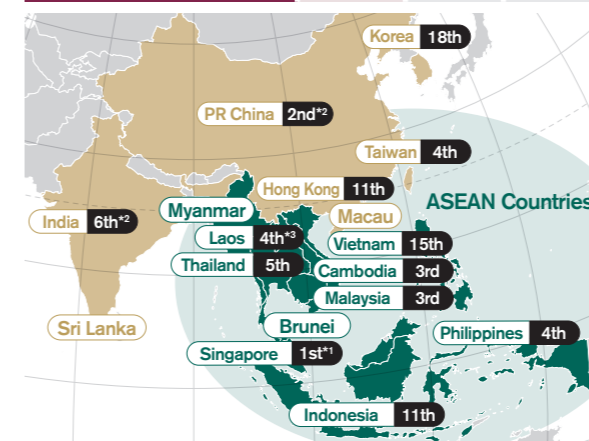 Korea 18th
PR China 2nd*2
Taiwan 4th
Hong Kong 11th
ASEAN Countries
Myanmar
Macau
India 6th*2
Laos 4th*3
Vietnam 15th
Thailand 5th
Cambodia 3rd
Malaysia 3rd
Sri Lanka
Brunei
Philippines 4th
Singapore 1st*1
Indonesia 11th